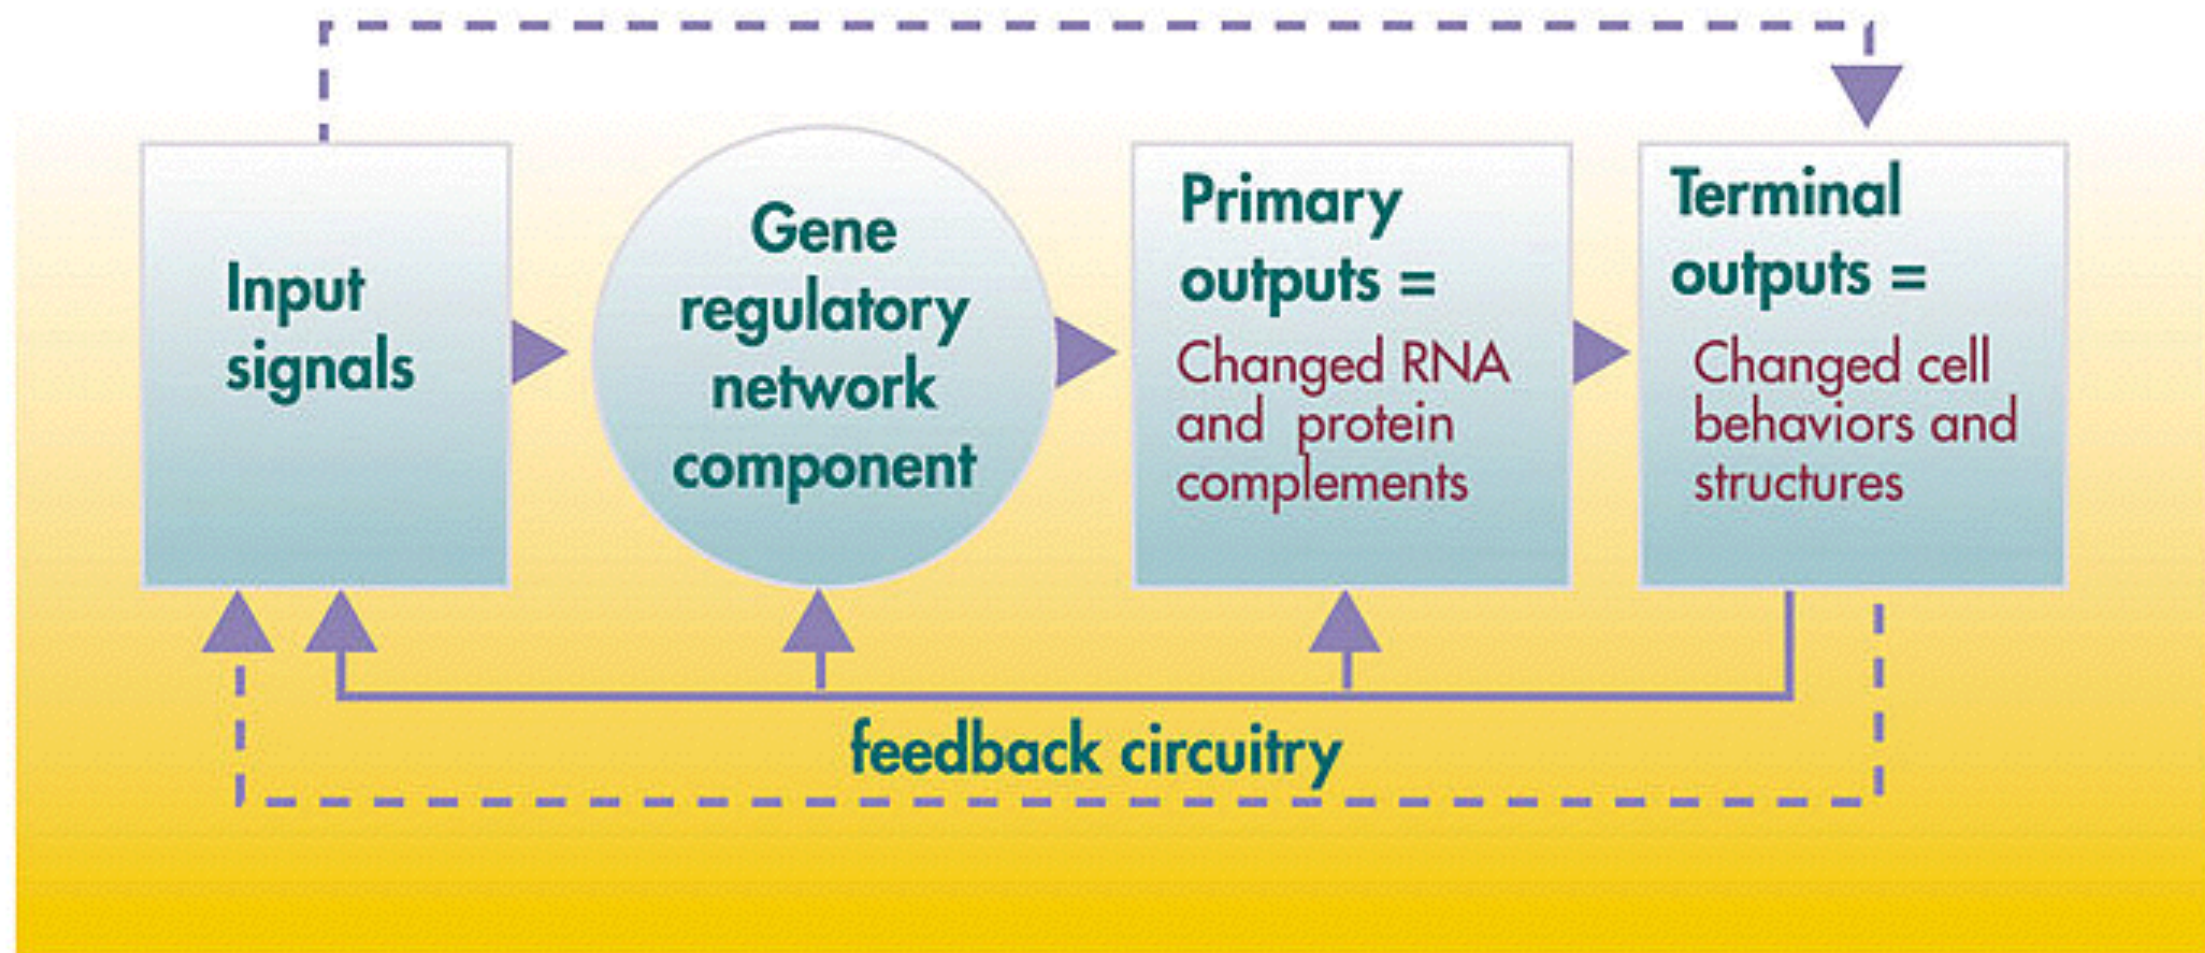 Input
signals
Gene
regulatory
network
component
Primary
outputs =
Changed RNA
and protein
complements
Terminal
outputs =
Changed cell
behaviors and
structures
feedback circuitry